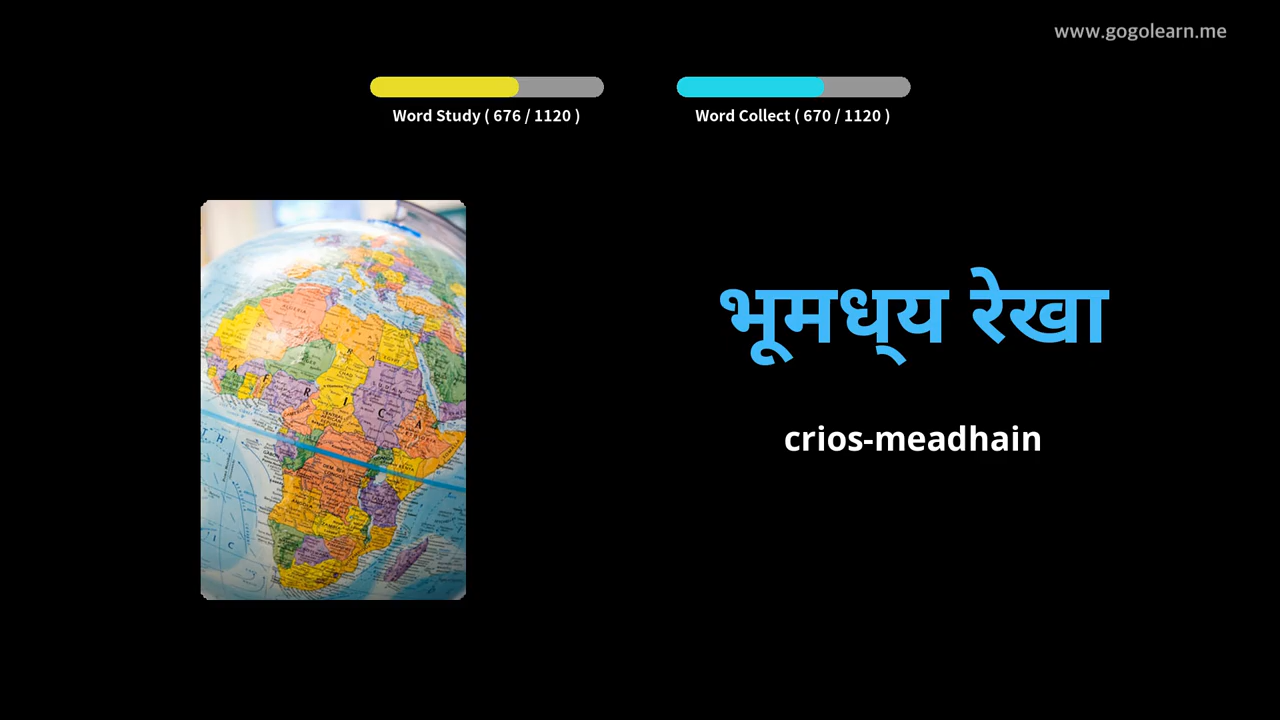 www.gogolearn.me
Word Study ( 676 / 1120 )
Word Collect ( 670 / 1120 )
भूमध्य रेखा
crios-meadhain
A F R I C A